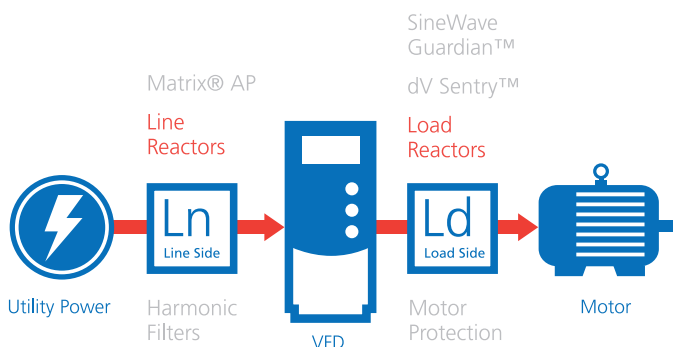 SineWave
Guardian™
Matrix® AP
dV Sentry™
Line
Reactors
Load
Reactors
Ln
Line Side
Ld
Load Side
Utility Power
Harmonic
Filters
VFD
Motor
Protection
Motor